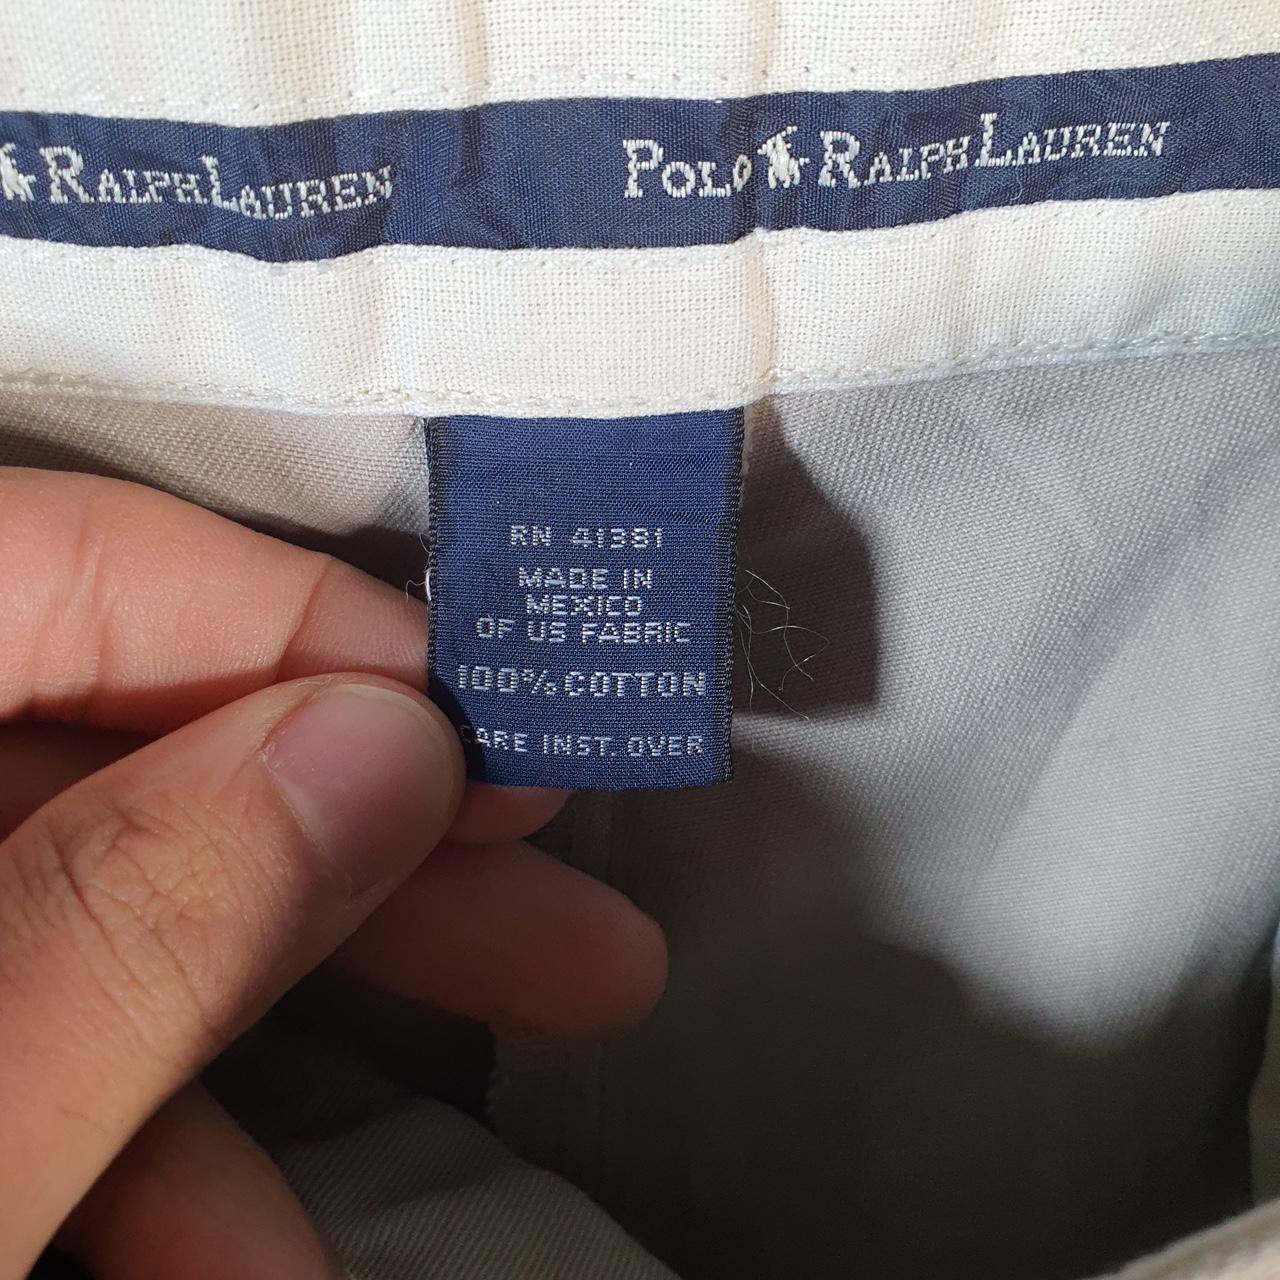 RALPH LAUREN POLO RALPH LAUREN
RN 41381
MADE IN
MEXICO
OF US FABRIC
100% COTTON
CARE INST. OVER